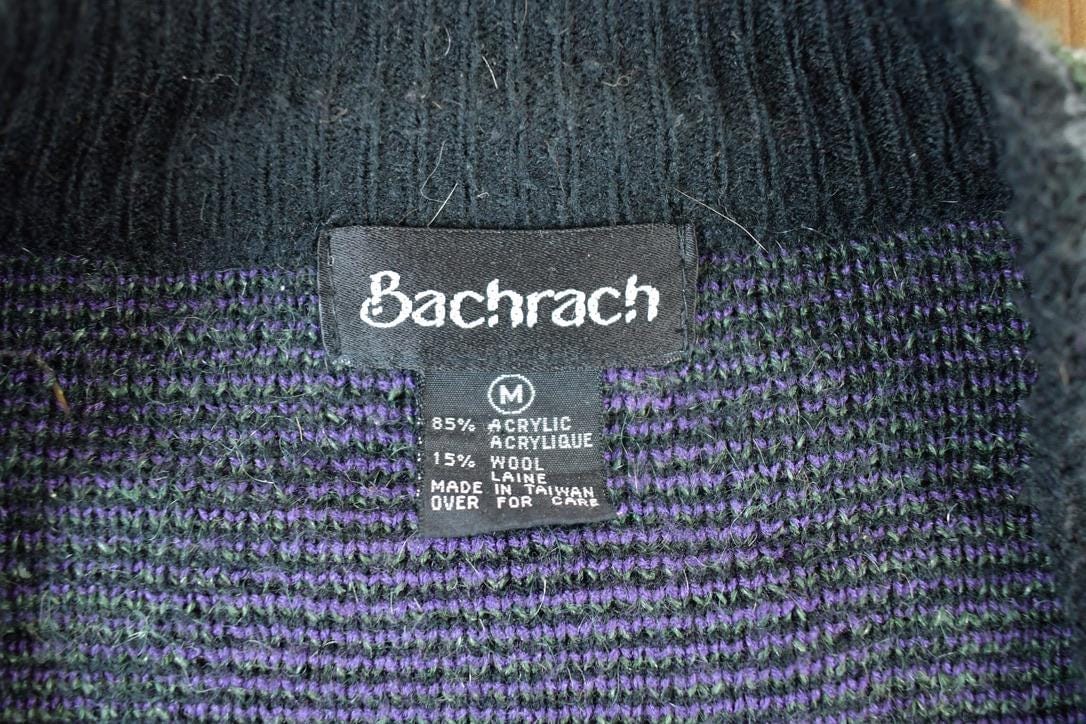 Bachrach
M
85% ACRYLIC
ACRYLIQUE
15% WOOL
LAINE
MADE IN TAIWAN
OVER FOR CARE